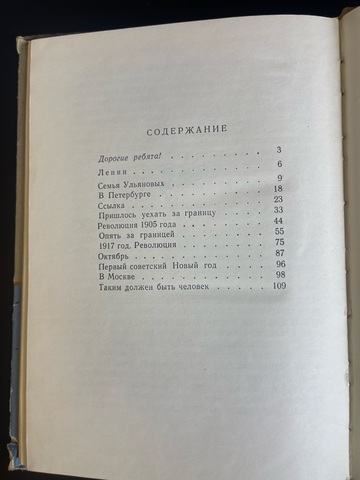 СОДЕРЖАНИЕ
Дорогие ребята! . . . . . . . . . 3
Ленин . . . . . . . . . . 6
Семья Ульяновых . . . . . . . . . 9
В Петербурге . . . . . . . . . . 18
Ссылка . . . . . . . . . . . 23
Пришлось уехать за границу . . . . . 33
Революция 1905 года . . . . . . . 44
Опять за границей . . . . . . . . 55
1917 год. Революция . . . . . . . 75
Октябрь . . . . . . . . . . . 87
Первый советский Новый год . . . . . 96
В Москве . . . . . . . . . . . 98
Таким должен быть человек . . . . . 109